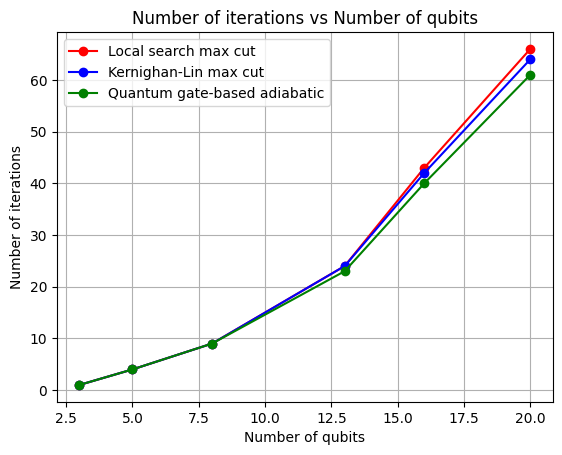 Number of iterations vs Number of qubits
Local search max cut
Kernighan-Lin max cut
Quantum gate-based adiabatic
Number of iterations
60
50
40
30
20
10
0
2.5 5.0 7.5 10.0 12.5 15.0 17.5 20.0
Number of qubits